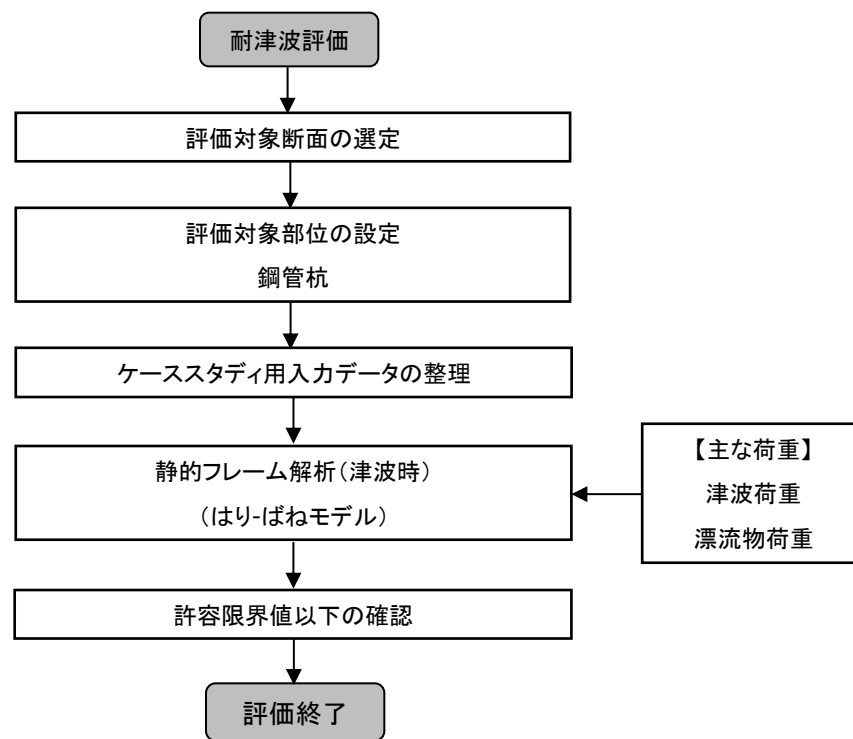 耐津波評価
評価対象断面の選定
評価対象部位の設定
鋼管杭
ケーススタディ用入力データの整理
静的フレーム解析(津波時)
(はり-ばねモデル)
【主な荷重】
津波荷重
漂流物荷重
許容限界値以下の確認
評価終了